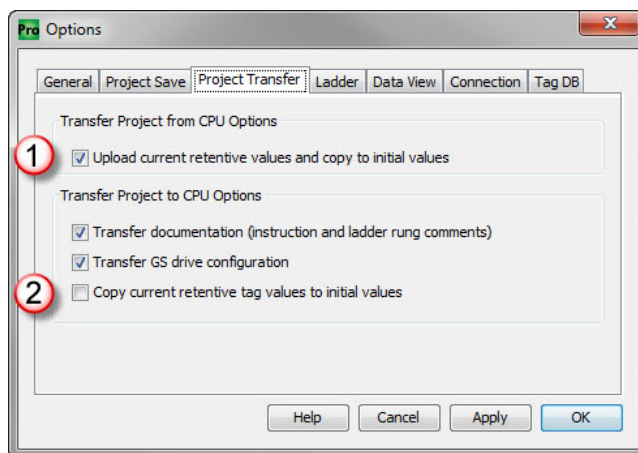 Pro Options
General Project Save Project Transfer Ladder Data View Connection Tag DB
Transfer Project from CPU Options
1 Upload current retentive values and copy to initial values
Transfer Project to CPU Options
Transfer documentation (instruction and ladder rung comments)
Transfer GS drive configuration
2 Copy current retentive tag values to initial values
Help Cancel Apply OK